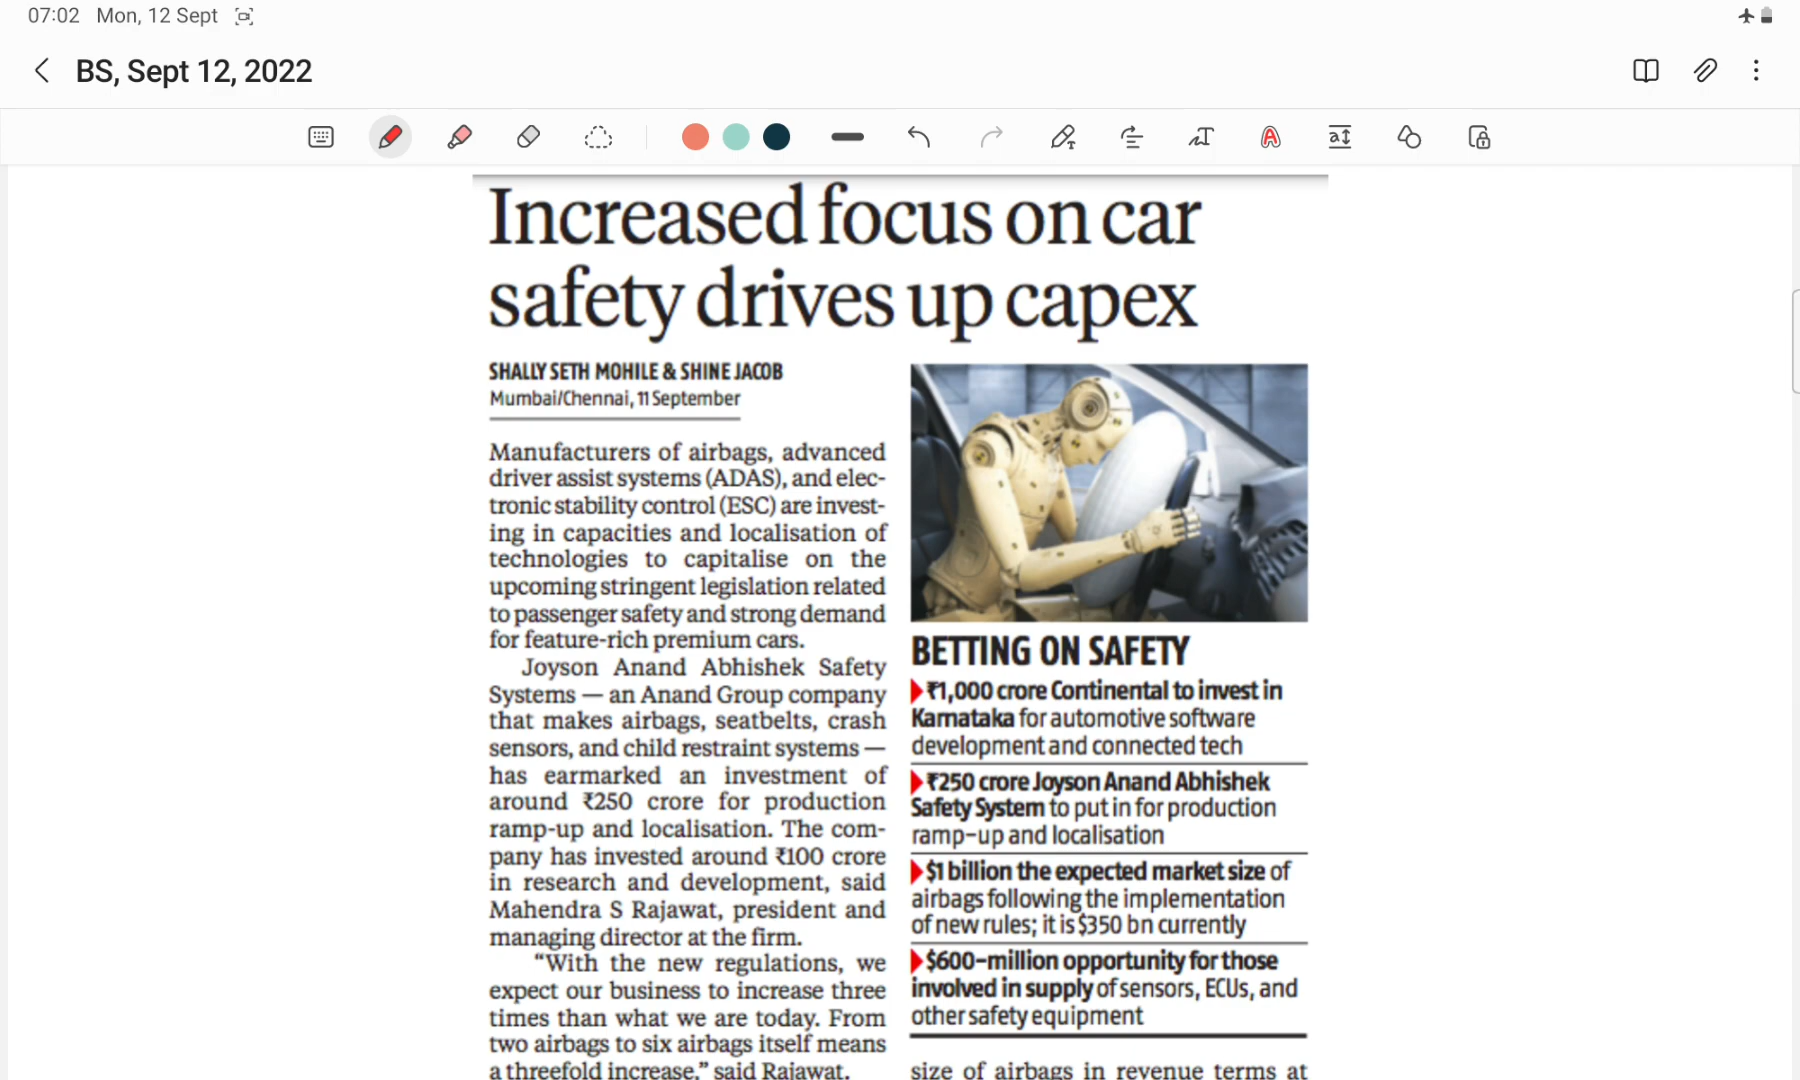 07:02 Mon, 12 Sept
BS, Sept 12, 2022
Increased focus on car
safety drives up capex
SHALLY SETH MOHILE & SHINE JACOB
Mumbai/Chennai, 11 September
Manufacturers of airbags, advanced
driver assist systems (ADAS), and elec-
tronic stability control (ESC) are invest-
ing in capacities and localisation of
technologies to capitalise on the
upcoming stringent legislation related
to passenger safety and strong demand
for feature-rich premium cars.
Joyson Anand Abhishek Safety
Systems — an Anand Group company
that makes airbags, seatbelts, crash
sensors, and child restraint systems —
has earmarked an investment of
around ₹250 crore for production
ramp-up and localisation. The com-
pany has invested around ₹100 crore
in research and development, said
Mahendra S Rajawat, president and
managing director at the firm.
“With the new regulations, we
expect our business to increase three
times than what we are today. From
two airbags to six airbags itself means
a threefold increase,” said Rajawat.
BETTING ON SAFETY
₹1,000 crore Continental to invest in
Karnataka for automotive software
development and connected tech
₹250 crore Joyson Anand Abhishek
Safety System to put in for production
ramp-up and localisation
$1 billion the expected market size of
airbags following the implementation
of new rules; it is $350 bn currently
$600-million opportunity for those
involved in supply of sensors, ECUs, and
other safety equipment
size of airbags in revenue terms at